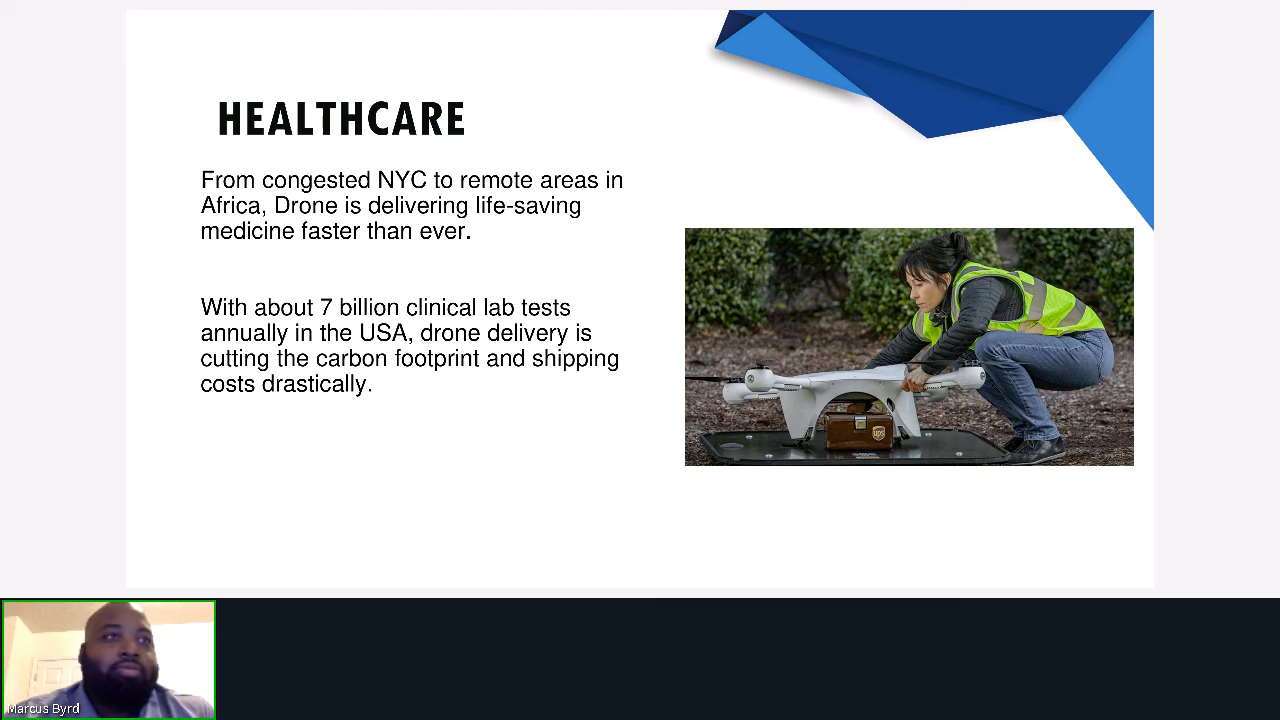 HEALTHCARE
From congested NYC to remote areas in
Africa, Drone is delivering life-saving
medicine faster than ever.
With about 7 billion clinical lab tests
annually in the USA, drone delivery is
cutting the carbon footprint and shipping
costs drastically.
ups
Marcus Byrd